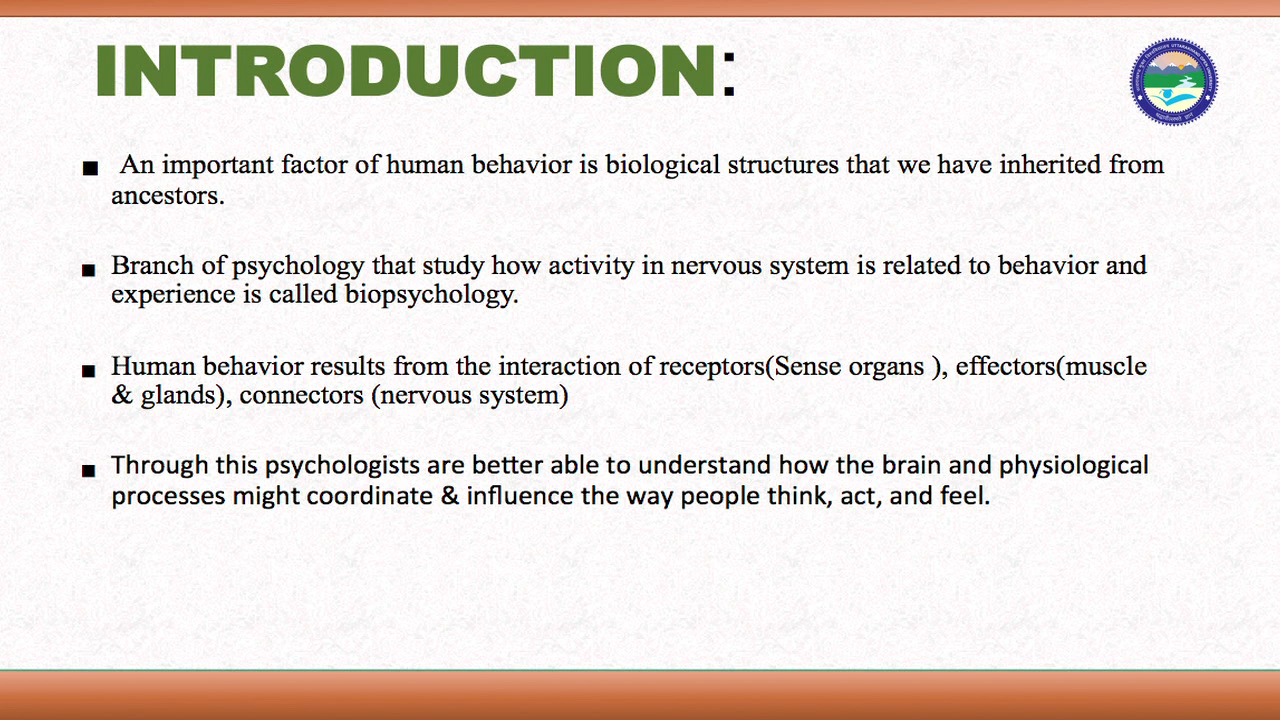 INTRODUCTION:
■ An important factor of human behavior is biological structures that we have inherited from
ancestors.
■ Branch of psychology that study how activity in nervous system is related to behavior and
experience is called biopsychology.
■ Human behavior results from the interaction of receptors(Sense organs ), effectors(muscle
& glands), connectors (nervous system)
■ Through this psychologists are better able to understand how the brain and physiological
processes might coordinate & influence the way people think, act, and feel.